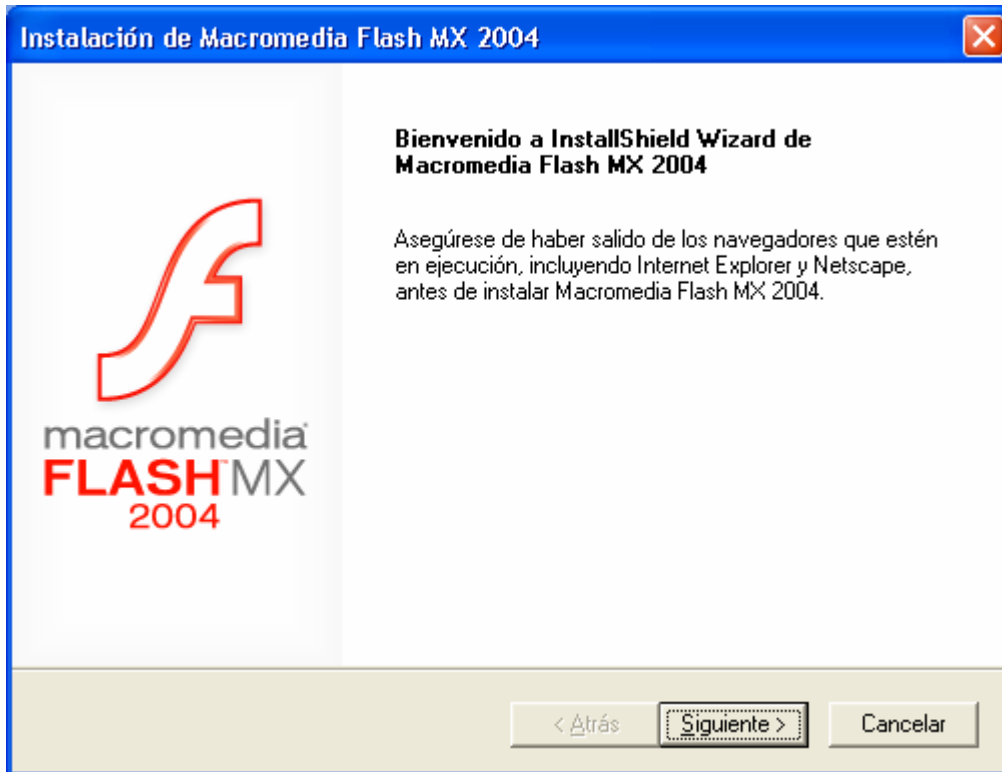 Instalación de Macromedia Flash MX 2004
Bienvenido a InstallShield Wizard de
Macromedia Flash MX 2004
Asegúrese de haber salido de los navegadores que estén
en ejecución, incluyendo Internet Explorer y Netscape,
antes de instalar Macromedia Flash MX 2004.
macromedia
FLASH MX
2004
< Atrás
Siguiente >
Cancelar